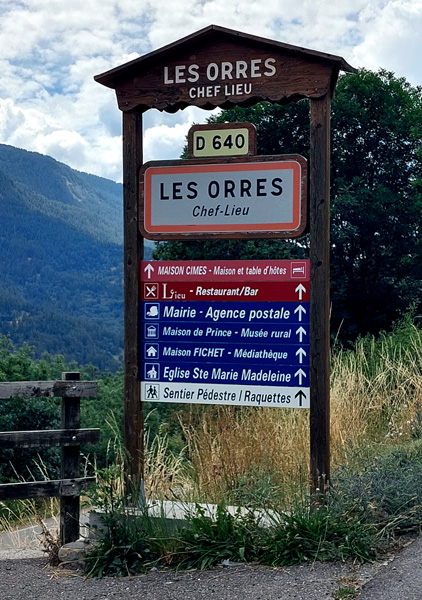 LES ORRES
CHEF LIEU
D 640
LES ORRES
Chef-Lieu
MAISON CIMES - Maison et table d'hôtes
L'ieu - Restaurant/Bar
Mairie - Agence postale
Maison de Prince - Musée rural
Maison FICHET - Médiathèque
Eglise Ste Marie Madeleine
Sentier Pédestre / Raquettes